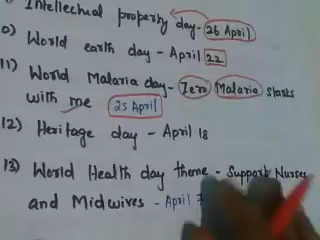 Intellectual property day - 26 April
0) World earth day - April 22
11) World Malaria day - Zero Malaria starts
with me 25 April
12) Heritage day - April 18
13) World Health day theme - Support Nurses
and Midwives - April 7